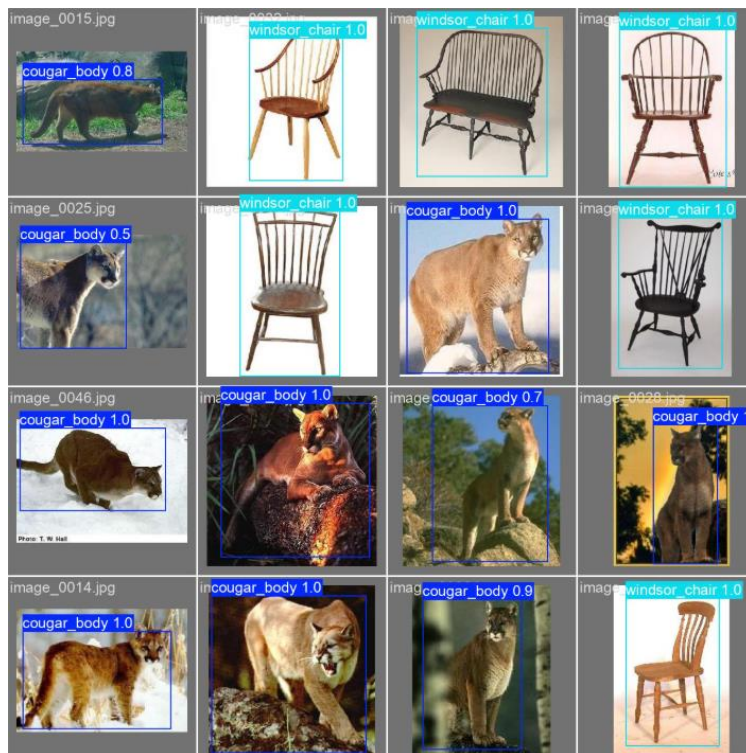 image_0015.jpg
cougar_body 0.8
windsor_chair 1.0
windsor_chair 1.0
windsor_chair 1.0
image_0025.jpg
cougar_body 0.5
windsor_chair 1.0
cougar_body 1.0
windsor_chair 1.0
image_0046.jpg
cougar_body 1.0
Photo: T. W. Hall
cougar_body 1.0
cougar_body 0.7
image_0028.jpg
cougar_body
image_0014.jpg
cougar_body 1.0
cougar_body 1.0
cougar_body 0.9
windsor_chair 1.0